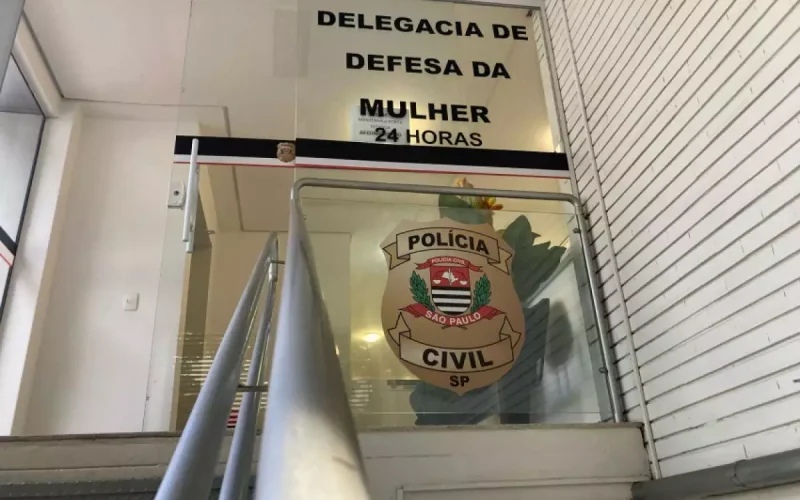 DELEGACIA DE
DEFESA DA
MULHER
24 HORAS
POLÍCIA
POLÍCIA CIVIL
SÃO PAULO
CIVIL
SP